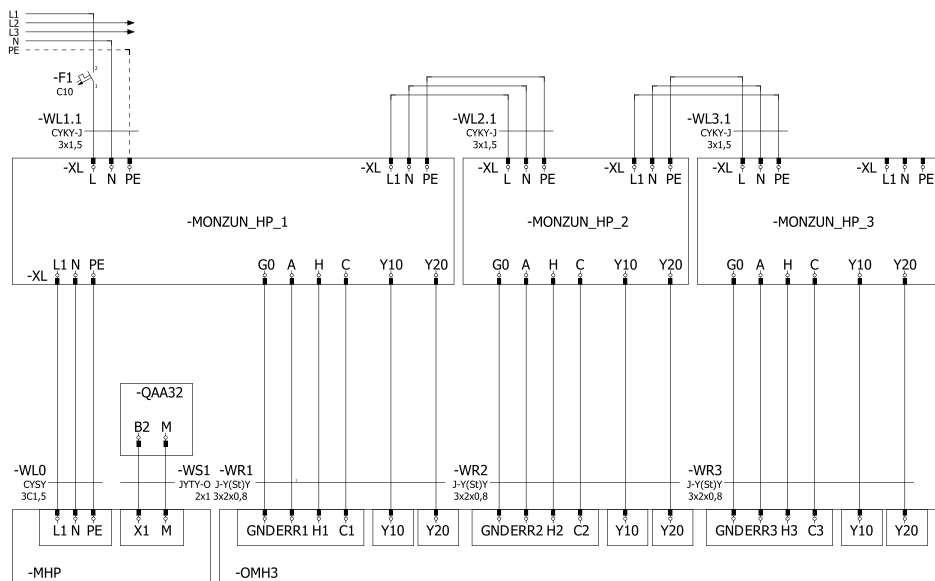 L1
L2
L3
N
PE
-F1
C10
2
1
-WL1.1
CYKY-J
3x1,5
-WL2.1
CYKY-J
3x1,5
-WL3.1
CYKY-J
3x1,5
-XL L N PE -XL L1 N PE -XL L N PE -XL L1 N PE -XL L N PE -XL L1 N PE
-MONZUN_HP_1 -MONZUN_HP_2 -MONZUN_HP_3
-XL L1 N PE G0 A H C Y10 Y20 G0 A H C Y10 Y20 G0 A H C Y10 Y20
-QAA32
B2 M
-WL0
CYSY
3C1,5
-WS1
JYTY-O
2x1
-WR1
J-Y(St)Y
3x2x0,8
-WR2
J-Y(St)Y
3x2x0,8
-WR3
J-Y(St)Y
3x2x0,8
L1 N PE X1 M GND ERR1 H1 C1 Y10 Y20 GND ERR2 H2 C2 Y10 Y20 GND ERR3 H3 C3 Y10 Y20
-MHP -OMH3